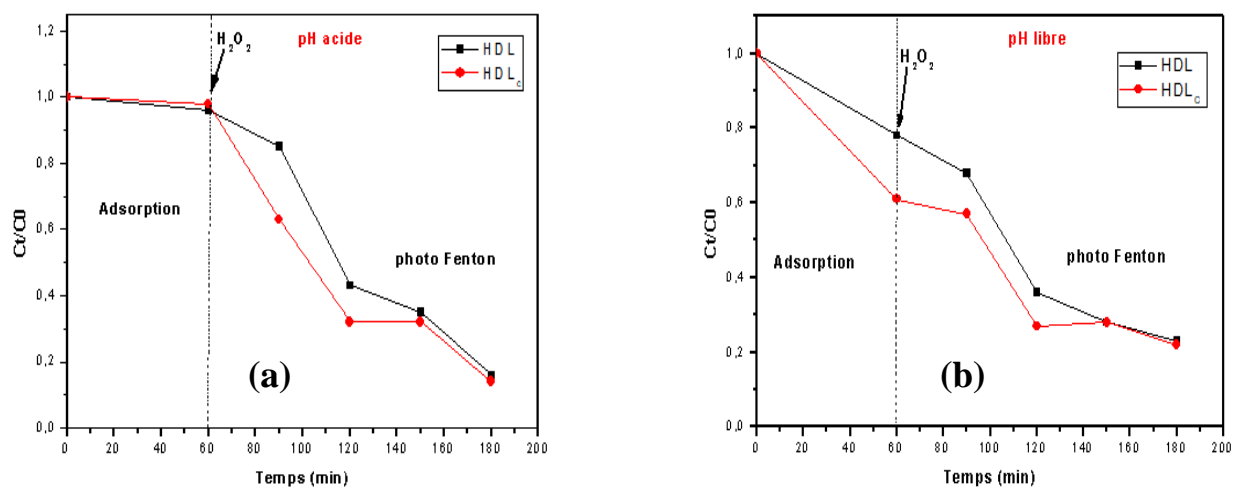 pH acide
H2O2
HDL
HDLc
Adsorption
photo Fenton
(a)
Ct/C0
1,2
1,0
0,8
0,6
0,4
0,2
0,0
0 20 40 60 80 100 120 140 160 180 200
Temps (min)
pH libre
H2O2
HDL
HDLC
Adsorption
photo Fenton
(b)
Ct/C0
1,0
0,8
0,6
0,4
0,2
0,0
0 20 40 60 80 100 120 140 160 180 200
Temps (min)